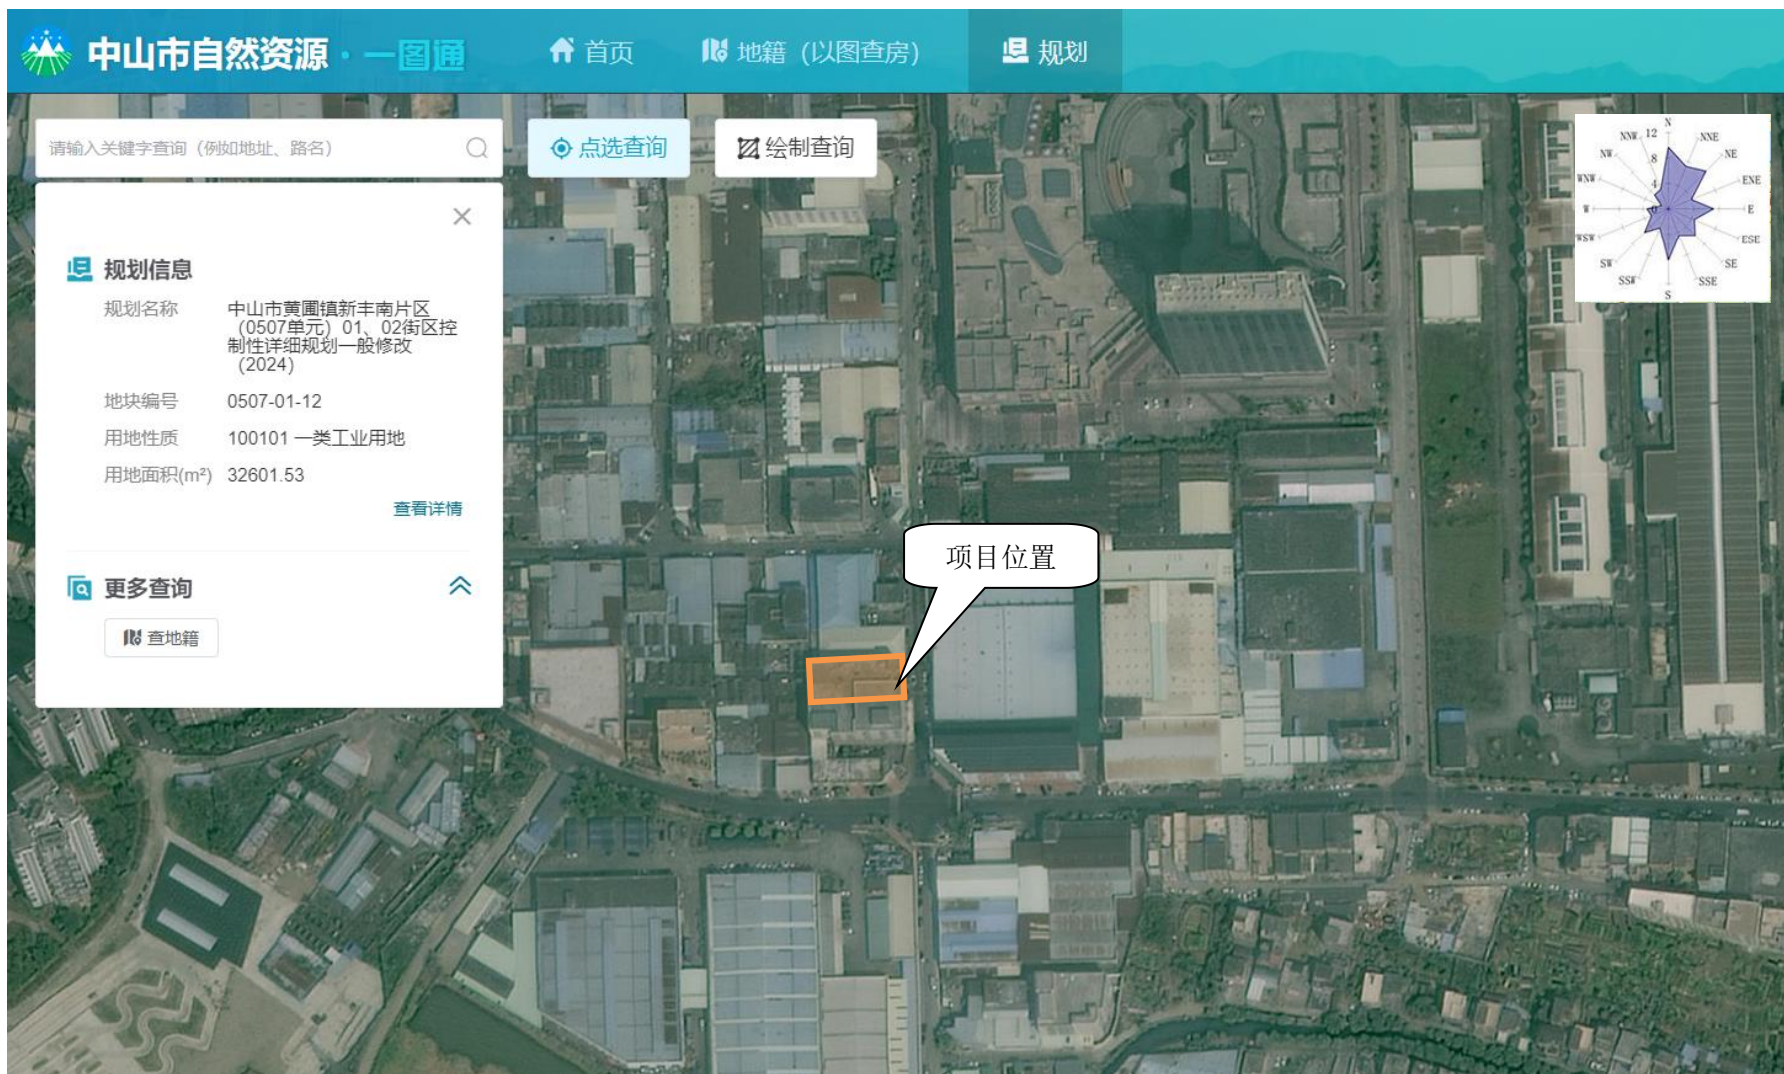 中山市自然资源·一图通
首页
地籍（以图查房）
规划
请输入关键字查询（例如地址、路名）
点选查询
绘制查询
规划信息
规划名称
中山市黄圃镇新丰南片区
（0507单元）01、02街区控
制性详细规划一般修改
（2024）
地块编号 0507-01-12
用地性质 100101 一类工业用地
用地面积(m²) 32601.53
查看详情
更多查询
查地籍
项目位置
N
NNW 12 NNE
NW 8 NE
WNW 4 ENE
W 0 E
WSW ESE
SW SE
SSW SSE
S